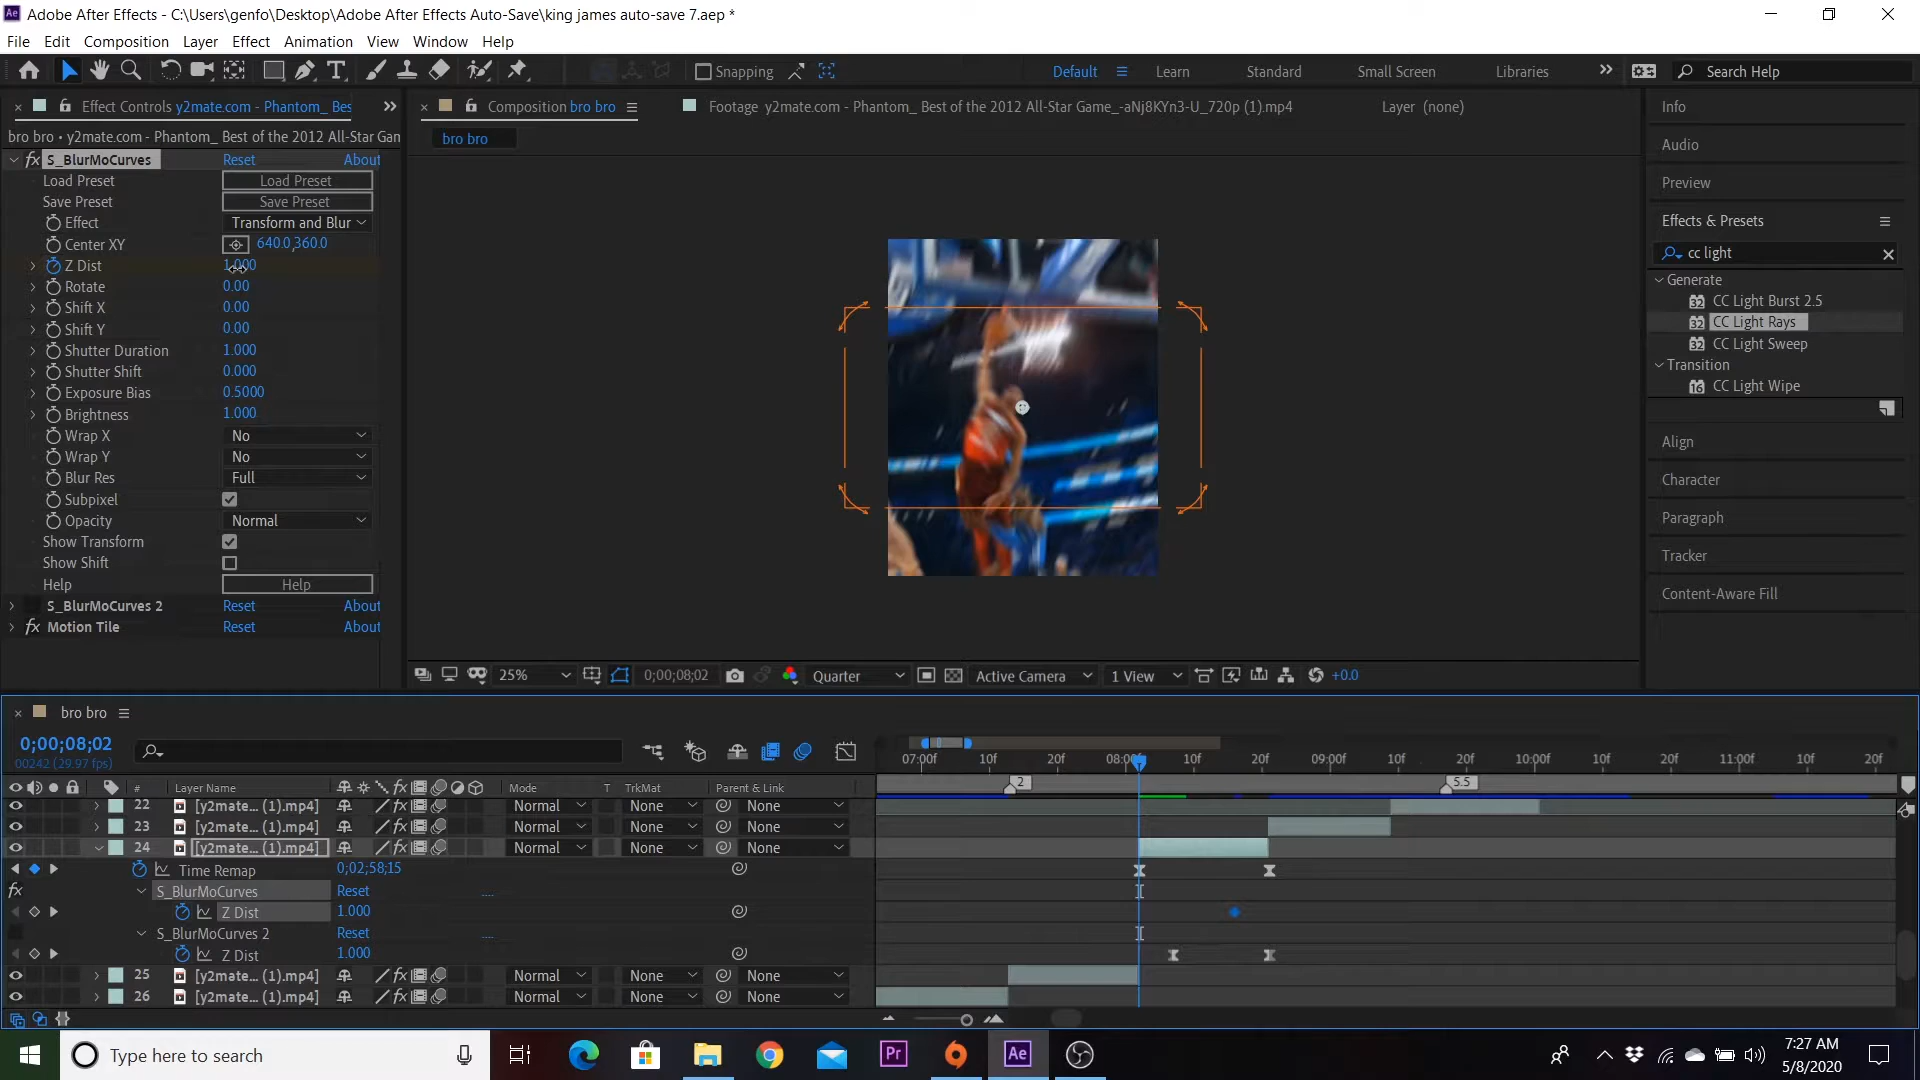 Adobe After Effects - C:\Users\genfo\Desktop\Adobe After Effects Auto-Save\king james auto-save 7.aep *
File Edit Composition Layer Effect Animation View Window Help
Snapping Default Learn Standard Small Screen Libraries Search Help
Effect Controls y2mate.com - Phantom_ Bes
Composition bro bro
Footage y2mate.com - Phantom_ Best of the 2012 All-Star Game_-aNj8KYn3-U_720p (1).mp4
Layer (none)
bro bro • y2mate.com - Phantom_ Best of the 2012 All-Star Gan
bro bro
S_BlurMoCurves Reset About
Load Preset Load Preset
Save Preset Save Preset
Effect Transform and Blur
Center XY 640.0,360.0
Z Dist 1.000
Rotate 0.00
Shift X 0.00
Shift Y 0.00
Shutter Duration 1.000
Shutter Shift 0.000
Exposure Bias 0.5000
Brightness 1.000
Wrap X No
Wrap Y No
Blur Res Full
Subpixel
Opacity Normal
Show Transform
Show Shift
Help Help
S_BlurMoCurves 2 Reset About
Motion Tile Reset About
25% 0;00;08;02 Quarter Active Camera 1 View +0.0
Info
Audio
Preview
Effects & Presets
cc light
Generate
32 CC Light Burst 2.5
32 CC Light Rays
32 CC Light Sweep
Transition
16 CC Light Wipe
Align
Character
Paragraph
Tracker
Content-Aware Fill
bro bro
0;00;08;02
00242 (29.97 fps)
07:00f 10f 20f 08:00f 10f 20f 09:00f 10f 20f 10:00f 10f 20f 11:00f 10f 20f
2 5.5
# Layer Name Mode T TrkMat Parent & Link
22 [y2mate... (1).mp4] Normal None None
23 [y2mate... (1).mp4] Normal None None
24 [y2mate... (1).mp4] Normal None None
Time Remap 0;02;58;15
S_BlurMoCurves Reset ....
Z Dist 1.000
S_BlurMoCurves 2 Reset ....
Z Dist 1.000
25 [y2mate... (1).mp4] Normal None None
26 [y2mate... (1).mp4] Normal None None
Type here to search
Pr
Ae
7:27 AM
5/8/2020